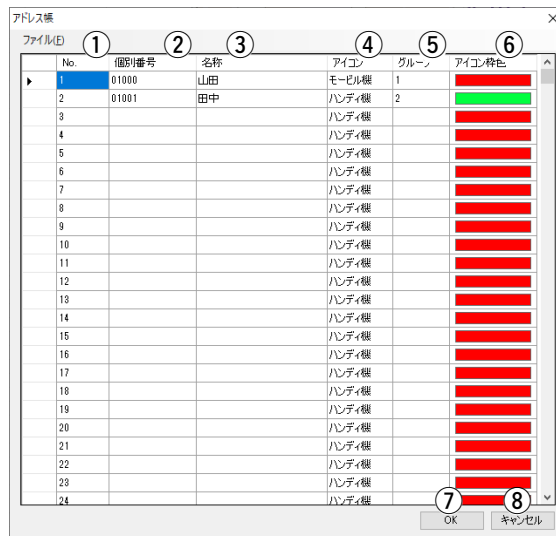 アドレス帳 ×
ファイル(F) ① ② ③ ④ ⑤ ⑥
No. 個別番号 名称 アイコン グループ アイコン枠色
1 01000 山田 モービル機 1
2 01001 田中 ハンディ機 2
3 ハンディ機
4 ハンディ機
5 ハンディ機
6 ハンディ機
7 ハンディ機
8 ハンディ機
9 ハンディ機
10 ハンディ機
11 ハンディ機
12 ハンディ機
13 ハンディ機
14 ハンディ機
15 ハンディ機
16 ハンディ機
17 ハンディ機
18 ハンディ機
19 ハンディ機
20 ハンディ機
21 ハンディ機
22 ハンディ機
23 ハンディ機
24 ハンディ機
⑦ ⑧
OK キャンセル